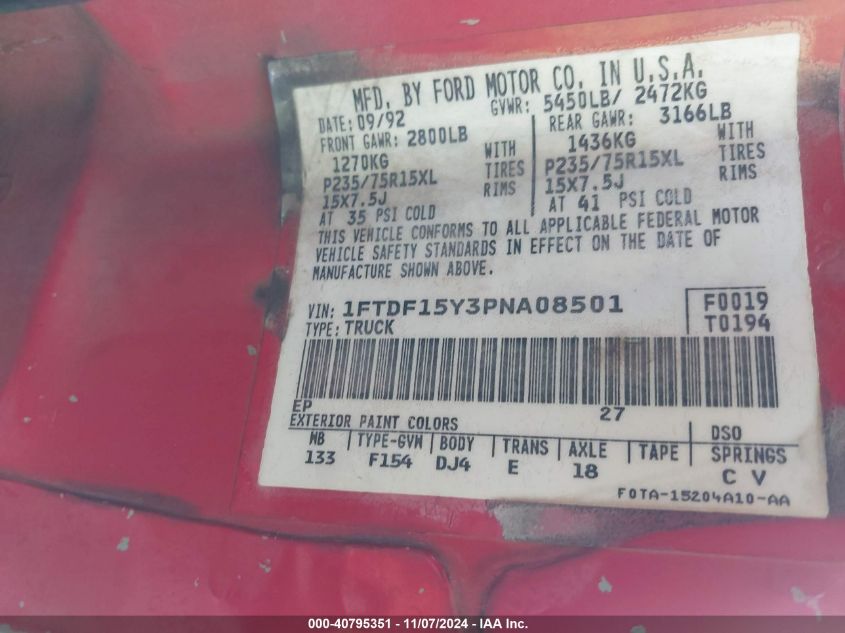 MFD. BY FORD MOTOR CO. IN U.S.A.
DATE: 09/92 GVWR: 5450LB/ 2472KG
FRONT GAWR: 2800LB REAR GAWR: 3166LB
1270KG WITH 1436KG WITH
P235/75R15XL TIRES P235/75R15XL TIRES
15X7.5J RIMS 15X7.5J RIMS
AT 35 PSI COLD AT 41 PSI COLD
THIS VEHICLE CONFORMS TO ALL APPLICABLE FEDERAL MOTOR
VEHICLE SAFETY STANDARDS IN EFFECT ON THE DATE OF
MANUFACTURE SHOWN ABOVE.
VIN: 1FTDF15Y3PNA08501 F0019
TYPE: TRUCK T0194
EP 27
EXTERIOR PAINT COLORS DSO
WB TYPE-GVW BODY TRANS AXLE TAPE SPRINGS
133 F154 DJ4 E 18 C V
F0TA-15204A10-AA
000-40795351 - 11/07/2024 - IAA Inc.